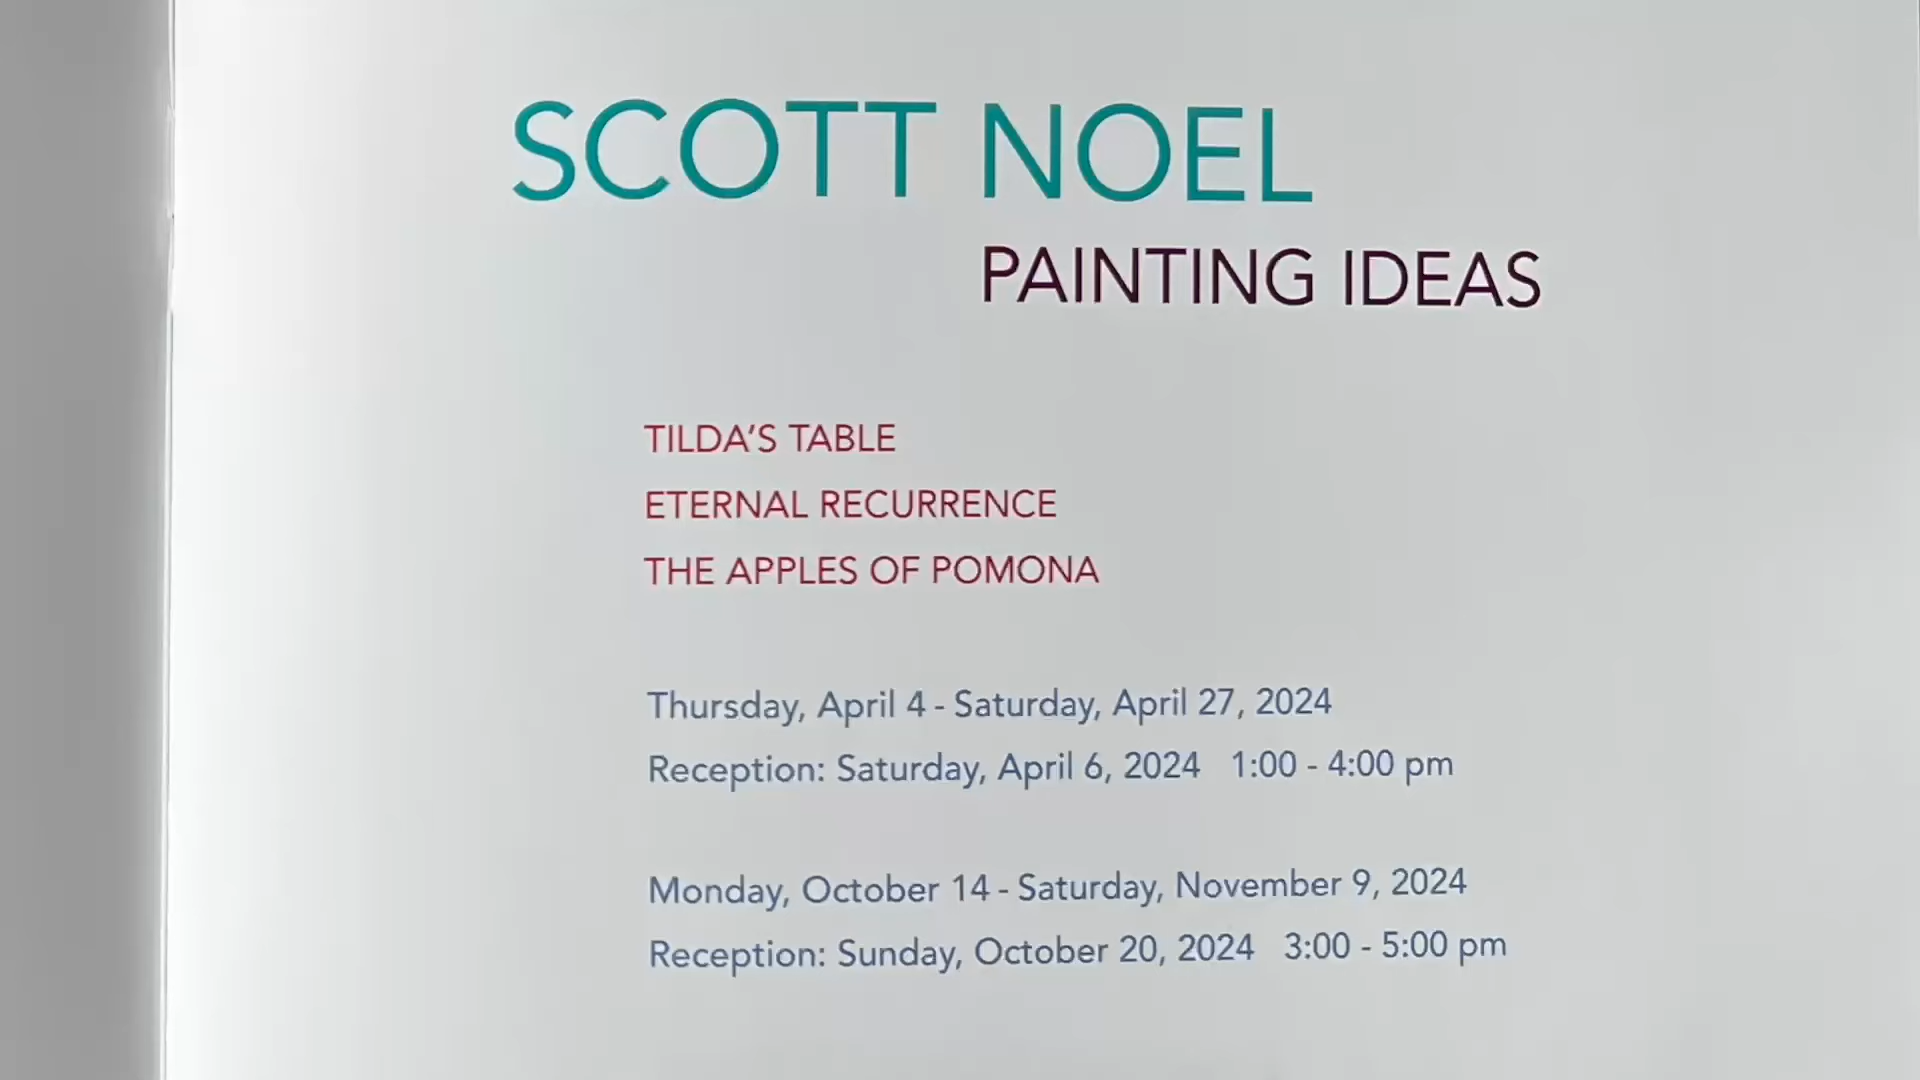 SCOTT NOEL
PAINTING IDEAS
TILDA’S TABLE
ETERNAL RECURRENCE
THE APPLES OF POMONA
Thursday, April 4 - Saturday, April 27, 2024
Reception: Saturday, April 6, 2024 1:00 - 4:00 pm
Monday, October 14 - Saturday, November 9, 2024
Reception: Sunday, October 20, 2024 3:00 - 5:00 pm